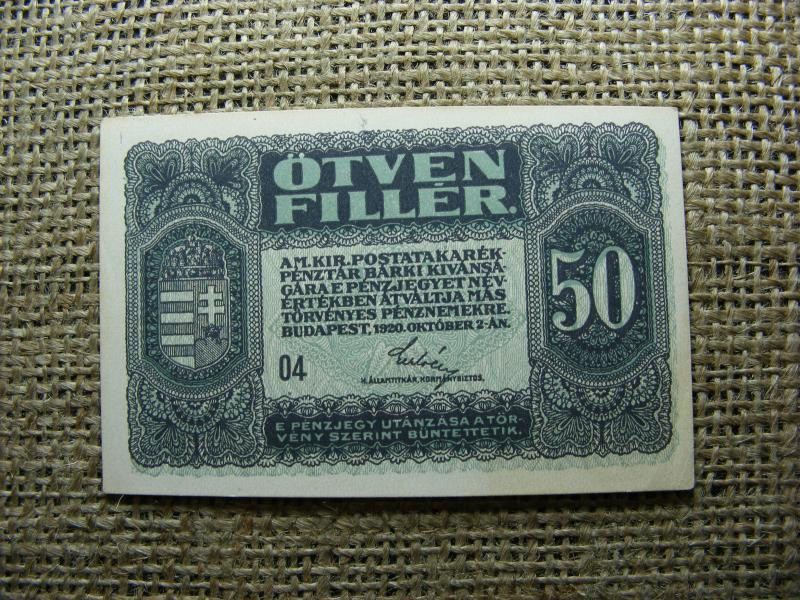 ÖTVEN
FILLÉR.
A M. KIR. POSTATAKARÉK-
PÉNZTÁR BÁRKI KIVÁNSÁ-
GÁRA E PÉNZJEGYET NÉV-
ÉRTÉKBEN ÁTVÁLTJA MÁS
TÖRVÉNYES PÉNZNEMEKRE.
BUDAPEST, 1920. OKTÓBER 2-ÁN.
50
04
H. ÁLLAMTITKÁR, KORMÁNYBIZTOS.
E PÉNZJEGY UTÁNZÁSA A TÖR-
VÉNY SZERINT BÜNTETTETIK.